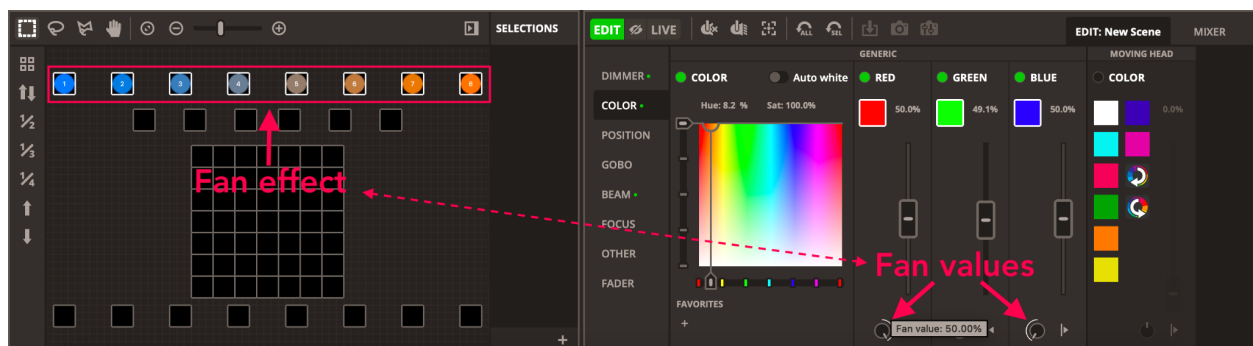 SELECTIONS
EDIT LIVE
ALL
SEL
EDIT: New Scene
MIXER
1 2 3 4 5 6 7 8
1/2
1/3
1/4
Fan effect
+
GENERIC
MOVING HEAD
DIMMER
COLOR
POSITION
GOBO
BEAM
FOCUS
OTHER
FADER
COLOR
Auto white
Hue: 8.2 %
Sat: 100.0%
FAVORITES
+
RED
50.0%
GREEN
49.1%
BLUE
50.0%
COLOR
0.0%
Fan values
Fan value: 50.00%